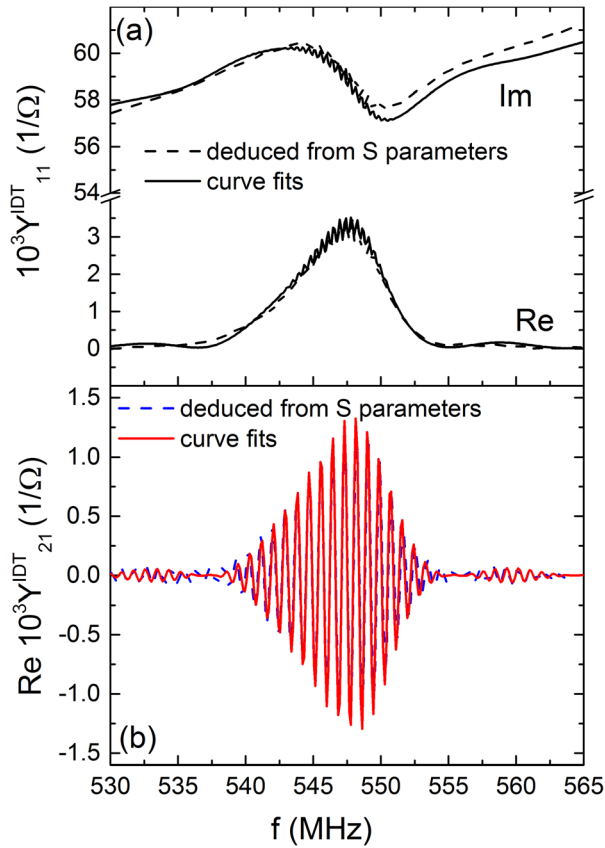 (a)
60
58
56
54
3
2
1
0
10³Y^IDT_11 (1/Ω)
Im
deduced from S parameters
curve fits
Re
1.5
1.0
0.5
0.0
-0.5
-1.0
-1.5
Re 10³Y^IDT_21 (1/Ω)
deduced from S parameters
curve fits
(b)
530 535 540 545 550 555 560 565
f (MHz)